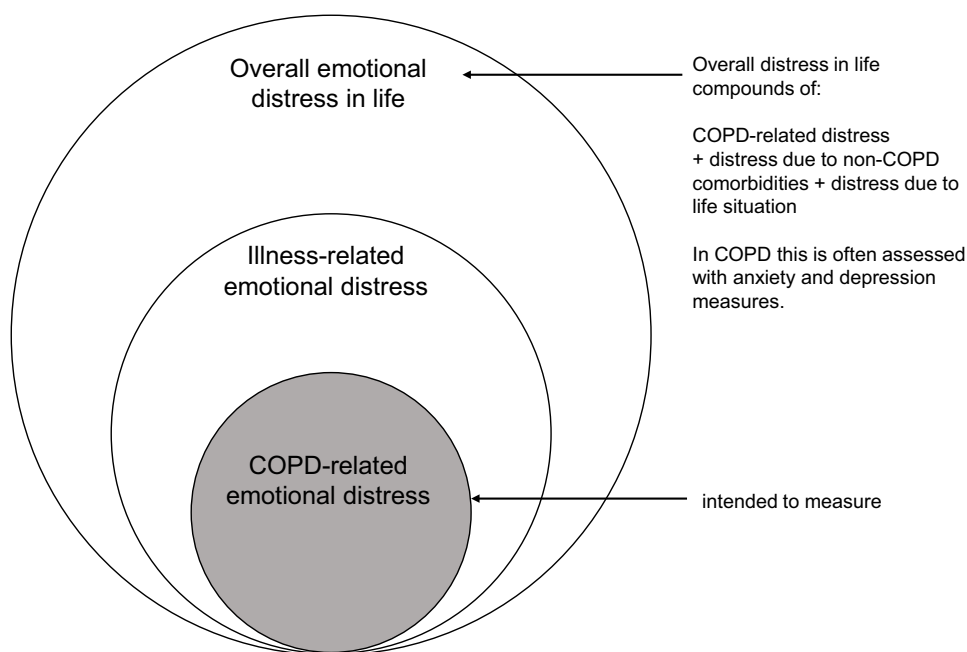 Overall emotional
distress in life
Overall distress in life
compounds of:
COPD-related distress
+ distress due to non-COPD
comorbidities + distress due to
life situation
In COPD this is often assessed
with anxiety and depression
measures.
Illness-related
emotional distress
COPD-related
emotional distress
intended to measure